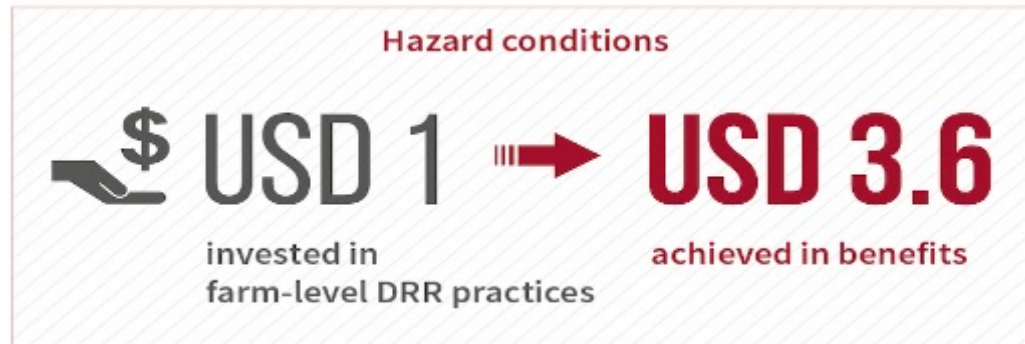 Hazard conditions
$ USD 1 USD 3.6
invested in
farm-level DRR practices
achieved in benefits